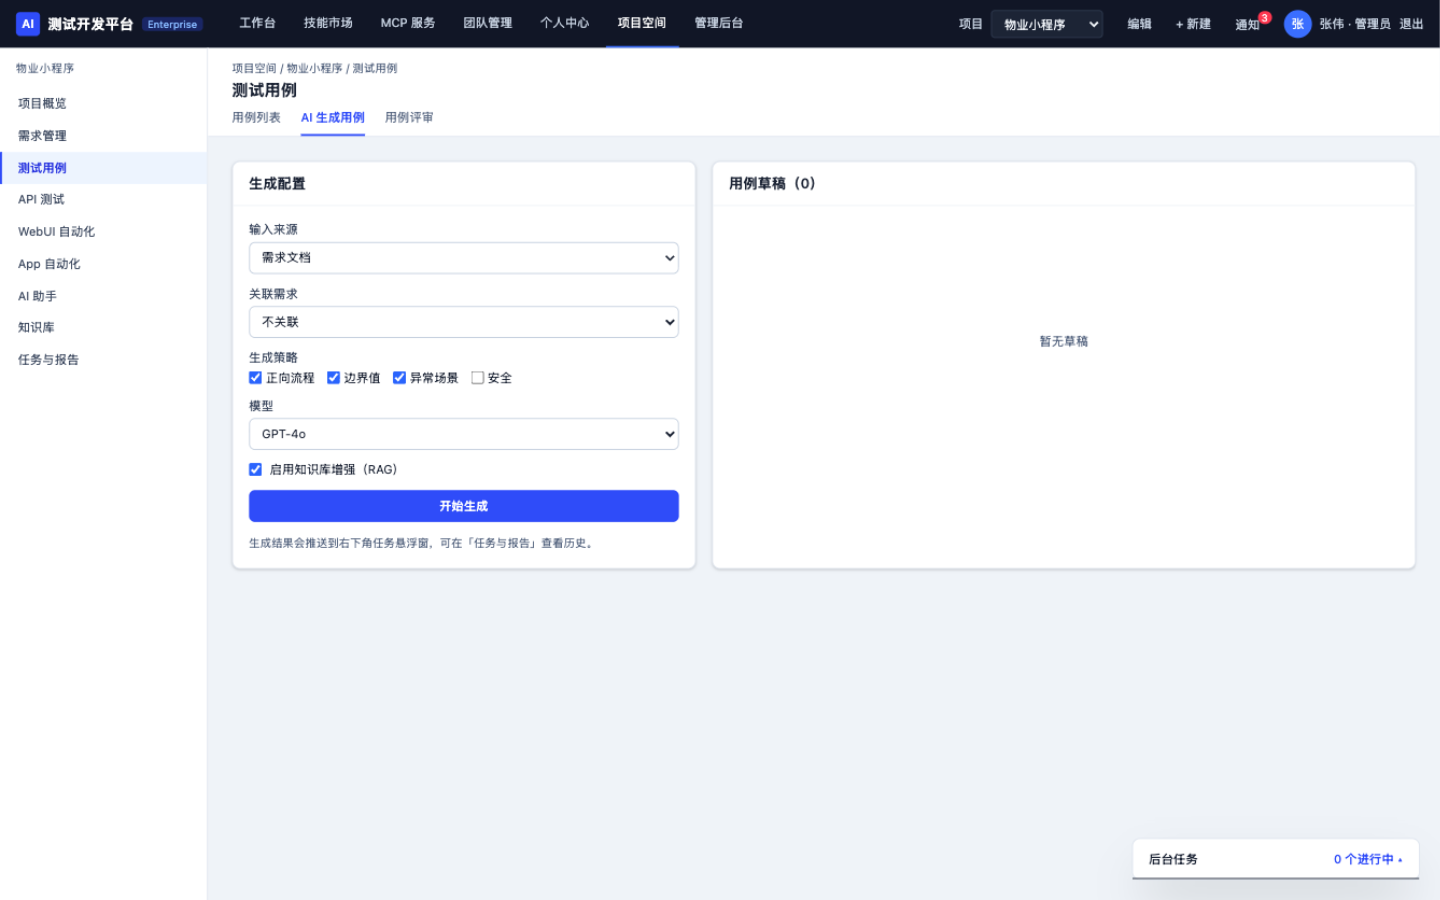 AI 测试开发平台 Enterprise 工作台 技能市场 MCP 服务 团队管理 个人中心 项目空间 管理后台 项目 物业小程序 编辑 + 新建 通知 3 张 张伟 · 管理员 退出
物业小程序
项目概览
需求管理
测试用例
API 测试
WebUI 自动化
App 自动化
AI 助手
知识库
任务与报告
项目空间 / 物业小程序 / 测试用例
测试用例
用例列表 AI 生成用例 用例评审
生成配置
输入来源
需求文档
关联需求
不关联
生成策略
正向流程 边界值 异常场景 安全
模型
GPT-4o
启用知识库增强（RAG）
开始生成
生成结果会推送到右下角任务悬浮窗，可在「任务与报告」查看历史。
用例草稿（0）
暂无草稿
后台任务 0 个进行中